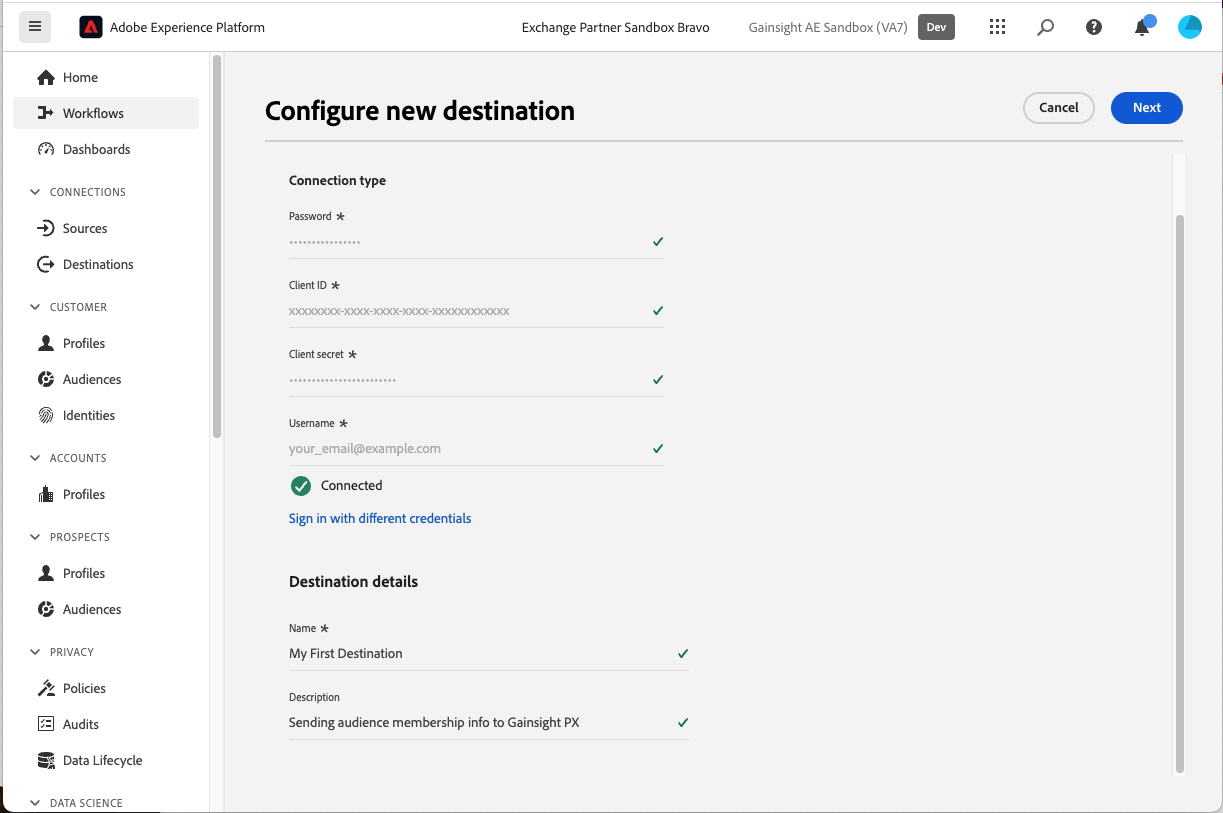 Adobe Experience Platform
Exchange Partner Sandbox Bravo
Gainsight AE Sandbox (VA7)
Dev
Home
Workflows
Dashboards
CONNECTIONS
Sources
Destinations
CUSTOMER
Profiles
Audiences
Identities
ACCOUNTS
Profiles
PROSPECTS
Profiles
Audiences
PRIVACY
Policies
Audits
Data Lifecycle
DATA SCIENCE
Configure new destination
Cancel
Next
Connection type
Password *
••••••••••••••••
Client ID *
xxxxxxxx-xxxx-xxxx-xxxx-xxxxxxxxxxxx
Client secret *
••••••••••••••••••••••••
Username *
your_email@example.com
Connected
Sign in with different credentials
Destination details
Name *
My First Destination
Description
Sending audience membership info to Gainsight PX